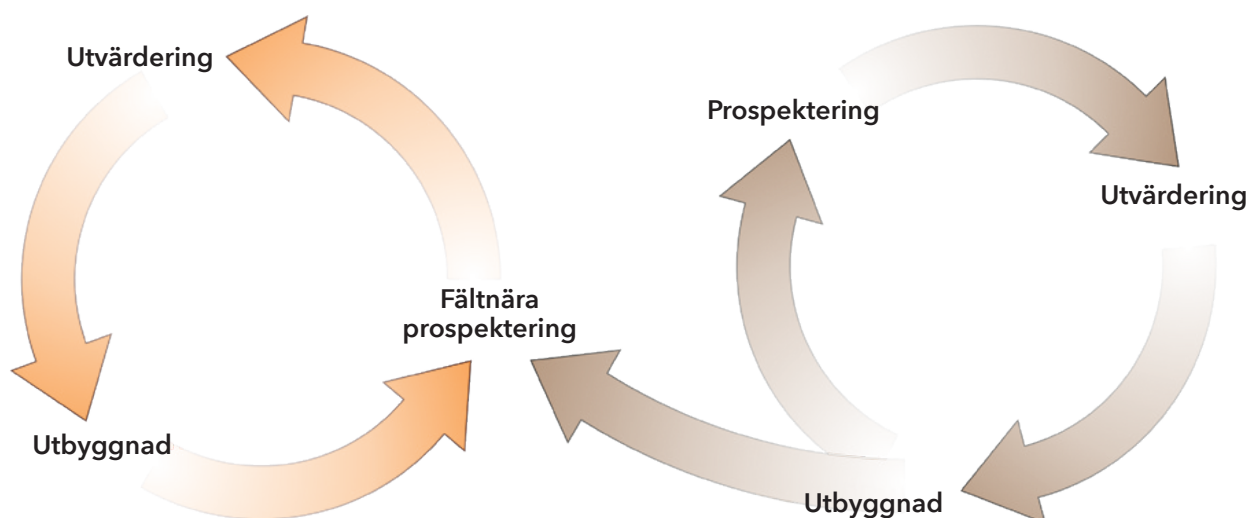 Utvärdering
Prospektering
Utvärdering
Fältnära
prospektering
Utbyggnad
Utbyggnad